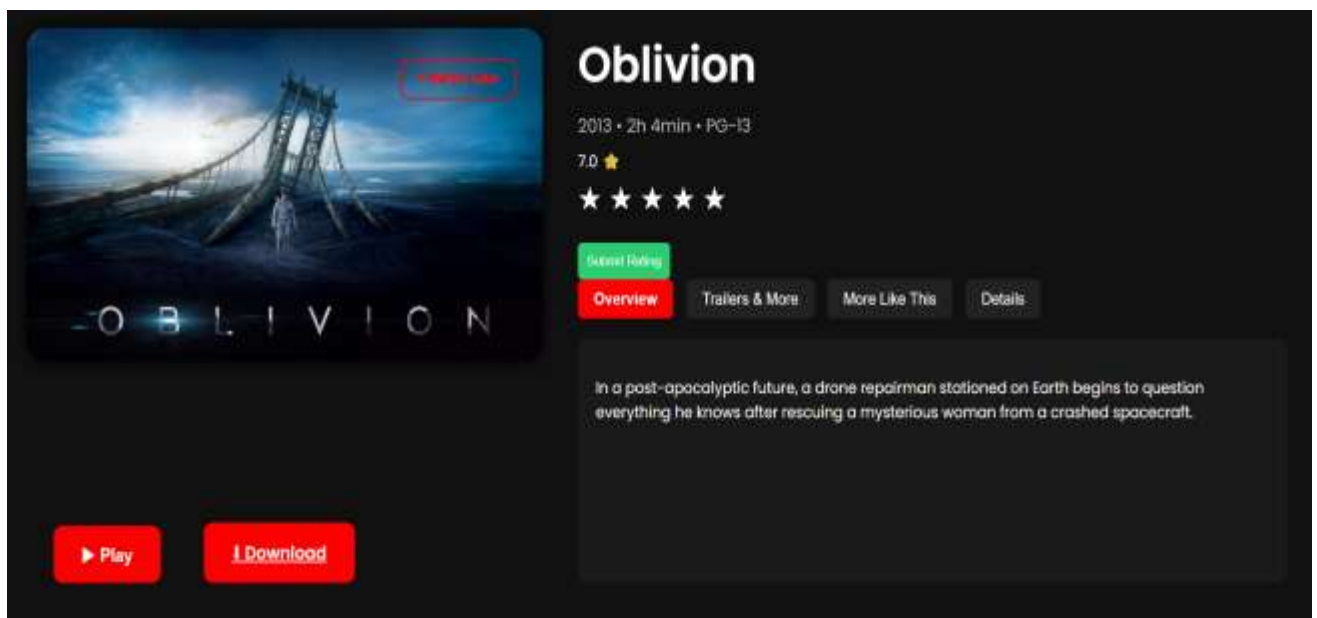 OBLIVION
Oblivion
2013 • 2h 4min • PG-13
7.0
Submit Rating
Overview
Trailers & More
More Like This
Details
In a post-apocalyptic future, a drone repairman stationed on Earth begins to question
everything he knows after rescuing a mysterious woman from a crashed spacecraft.
Play
Download